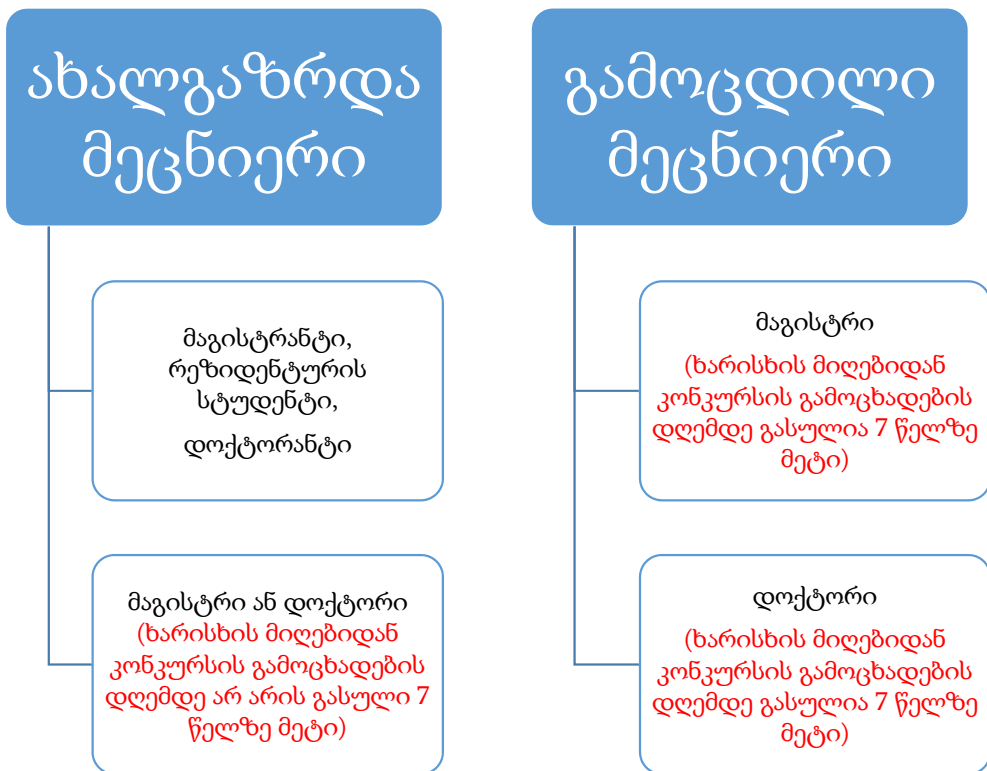 ახალგაზრდა
მეცნიერი
მაგისტრანტი,
რეზიდენტურის
სტუდენტი,
დოქტორანტი
მაგისტრი ან დოქტორი
(ხარისხის მიღებიდან
კონკურსის გამოცხადების
დღემდე არ არის გასული 7
წელზე მეტი)
გამოცდილი
მეცნიერი
მაგისტრი
(ხარისხის მიღებიდან
კონკურსის გამოცხადების
დღემდე გასულია 7 წელზე
მეტი)
დოქტორი
(ხარისხის მიღებიდან
კონკურსის გამოცხადების
დღემდე გასულია 7 წელზე
მეტი)